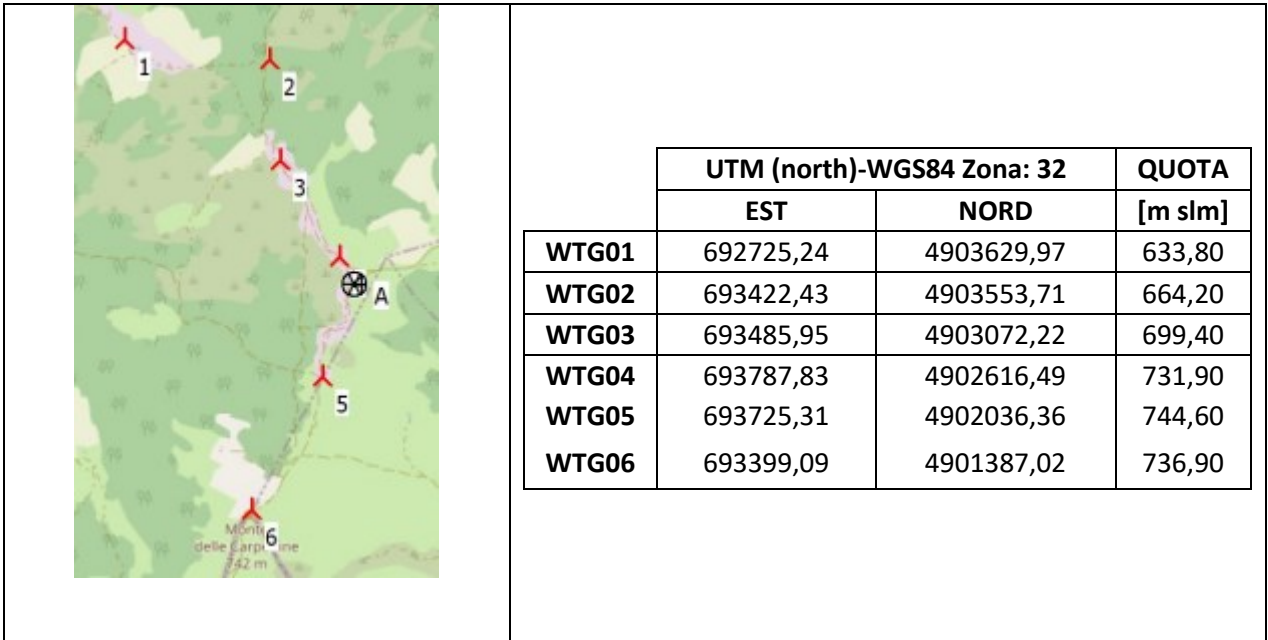 1
2
3
A
5
6
Monte
delle Carpine
742 m
UTM (north)-WGS84 Zona: 32 QUOTA
EST NORD [m slm]
WTG01 692725,24 4903629,97 633,80
WTG02 693422,43 4903553,71 664,20
WTG03 693485,95 4903072,22 699,40
WTG04 693787,83 4902616,49 731,90
WTG05 693725,31 4902036,36 744,60
WTG06 693399,09 4901387,02 736,90